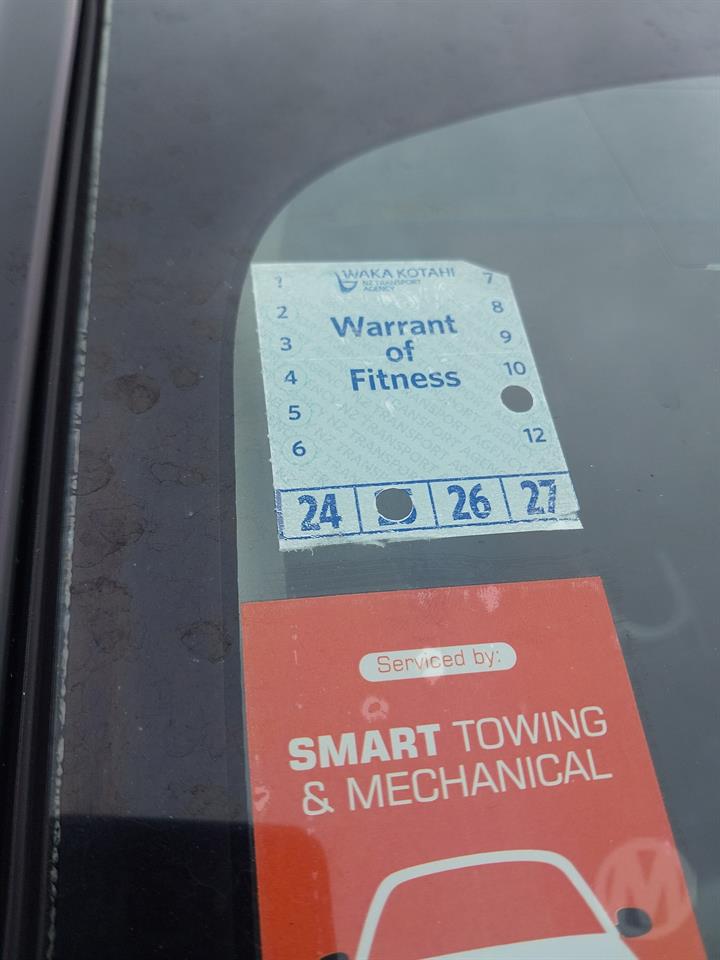 WAKA KOTAHI
NZ TRANSPORT
AGENCY
Warrant
of
Fitness
1
2
3
4
5
6
7
8
9
10
12
24 26 27
Serviced by:
SMART TOWING
& MECHANICAL
M